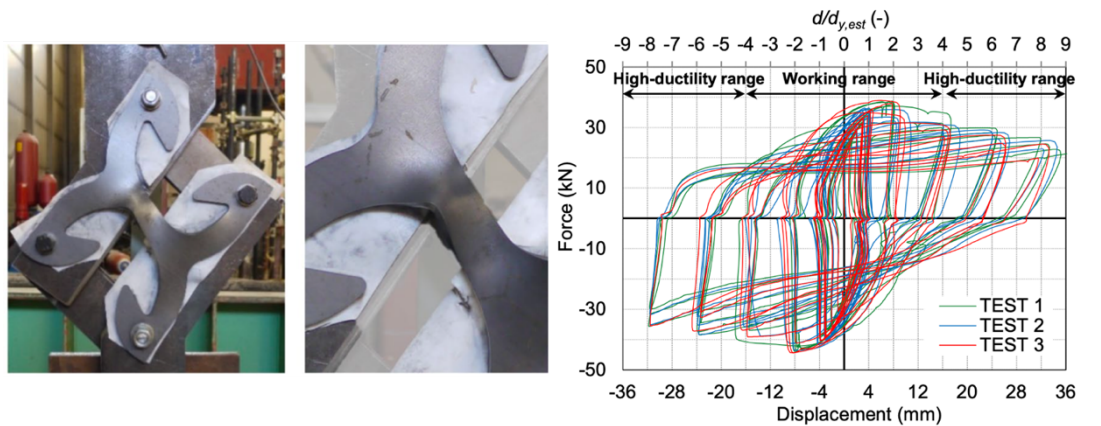 d/dy,est (-)
-9 -8 -7 -6 -5 -4 -3 -2 -1 0 1 2 3 4 5 6 7 8 9
50
High-ductility range Working range High-ductility range
30
10
-10
-30
-50
Force (kN)
TEST 1
TEST 2
TEST 3
-36 -28 -20 -12 -4 4 12 20 28 36
Displacement (mm)